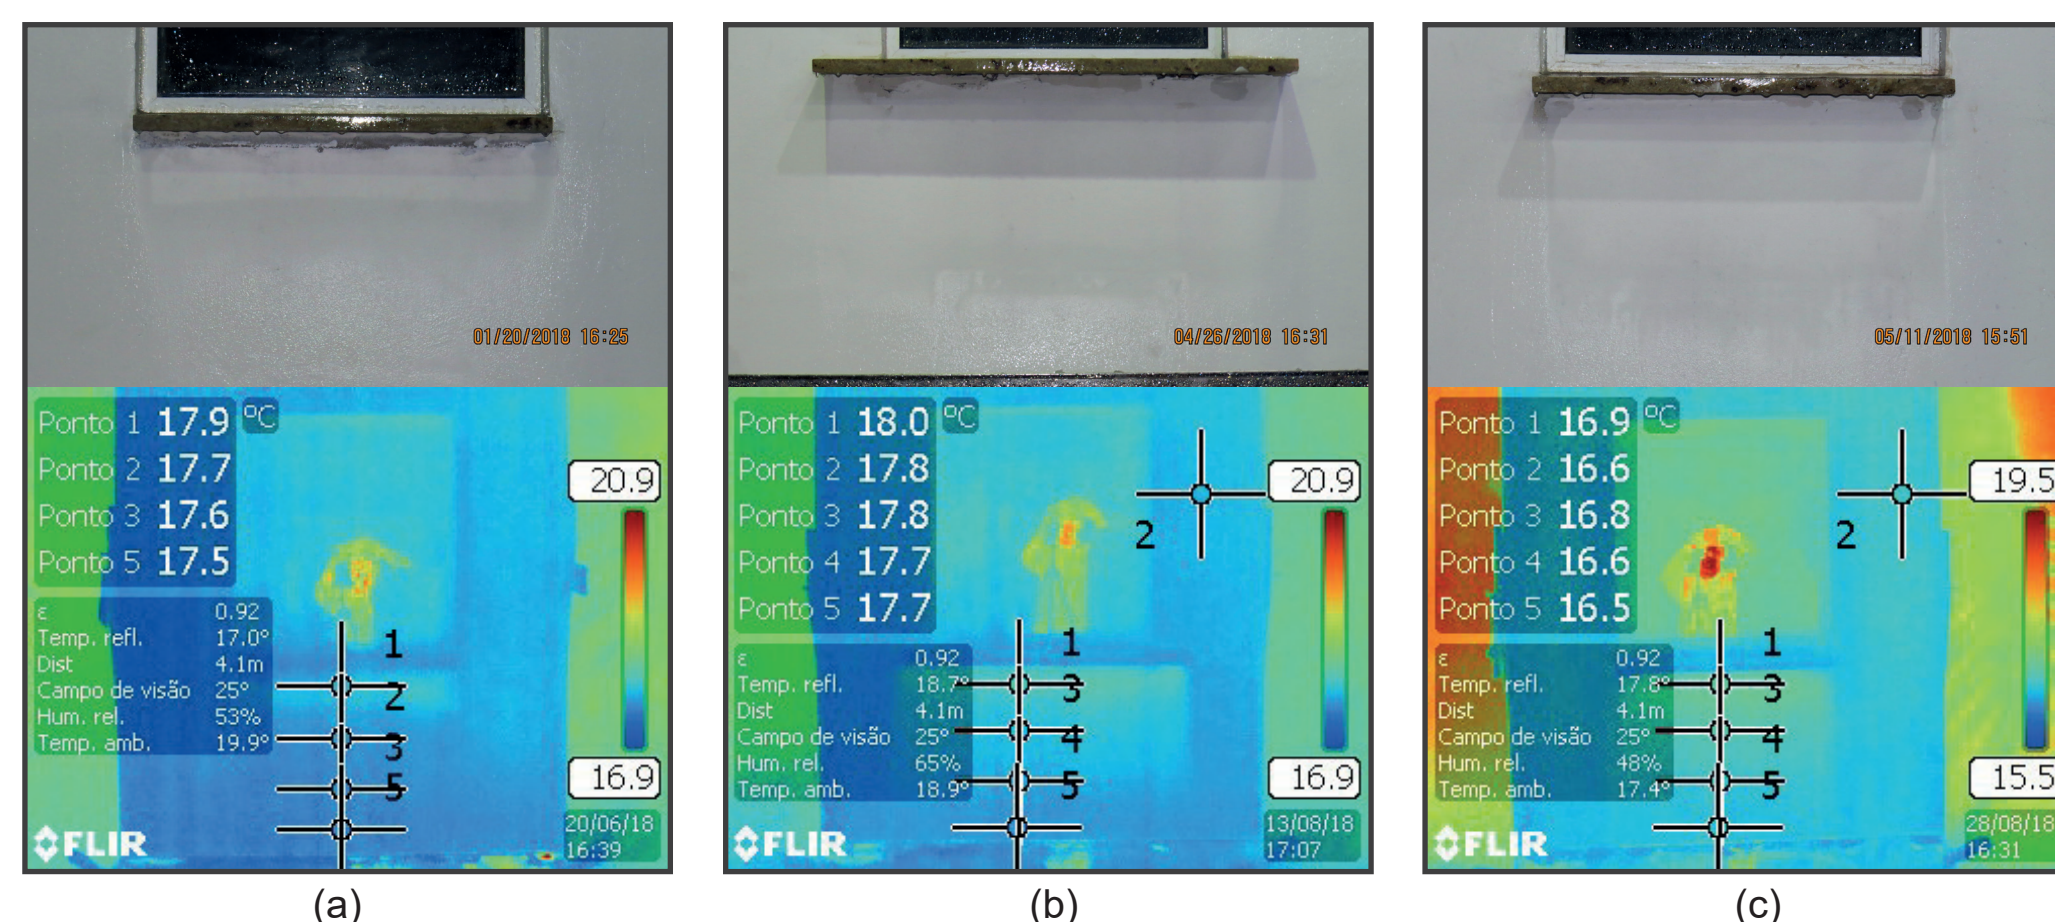 01/20/2018 16:25
Ponto 1 17.9 ºC
Ponto 2 17.7
Ponto 3 17.6
Ponto 5 17.5
20.9
ε 0.92
Temp. refl. 17.0°
Dist 4.1m
Campo de visão 25°
Hum. rel. 53%
Temp. amb. 19.9°
1
2
3
5
16.9
FLIR
20/06/18
16:39
(a)
04/26/2018 16:31
Ponto 1 18.0 ºC
Ponto 2 17.8
Ponto 3 17.8
Ponto 4 17.7
Ponto 5 17.7
20.9
2
ε 0.92
Temp. refl. 18.7°
Dist 4.1m
Campo de visão 25°
Hum. rel. 65%
Temp. amb. 18.9°
1
3
4
5
16.9
FLIR
13/08/18
17:07
(b)
05/11/2018 15:51
Ponto 1 16.9 ºC
Ponto 2 16.6
Ponto 3 16.8
Ponto 4 16.6
Ponto 5 16.5
19.5
2
ε 0.92
Temp. refl. 17.8°
Dist 4.1m
Campo de visão 25°
Hum. rel. 48%
Temp. amb. 17.4°
1
3
4
5
15.5
FLIR
28/08/18
16:31
(c)